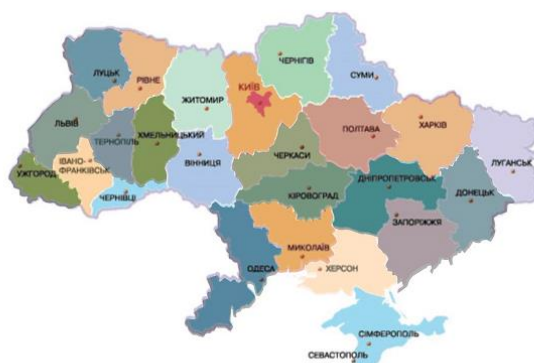 ЧЕРНІГІВ
ЛУЦЬК
РІВНЕ
СУМИ
КИЇВ
ЖИТОМИР
ЛЬВІВ
ХАРКІВ
ПОЛТАВА
ТЕРНОПІЛЬ
ХМЕЛЬНИЦЬКИЙ
ЧЕРКАСИ
ВІННИЦЯ
ІВАНО-
ФРАНКІВСЬК
УЖГОРОД
ЛУГАНСЬК
ЧЕРНІВЦІ
КІРОВОГРАД
ДНІПРОПЕТРОВСЬК
ДОНЕЦЬК
ЗАПОРІЖЖЯ
МИКОЛАЇВ
ОДЕСА
ХЕРСОН
СІМФЕРОПОЛЬ
СЕВАСТОПОЛЬ